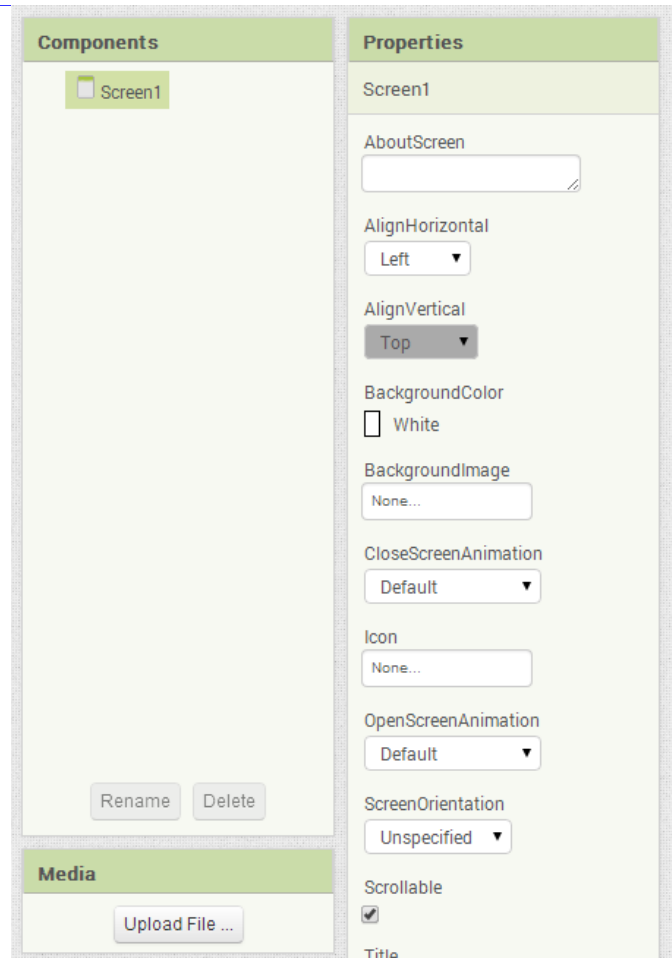 Components
Screen1
Rename
Delete
Media
Upload File ...
Properties
Screen1
AboutScreen
AlignHorizontal
Left
AlignVertical
Top
BackgroundColor
White
BackgroundImage
None...
CloseScreenAnimation
Default
Icon
None...
OpenScreenAnimation
Default
ScreenOrientation
Unspecified
Scrollable
Title